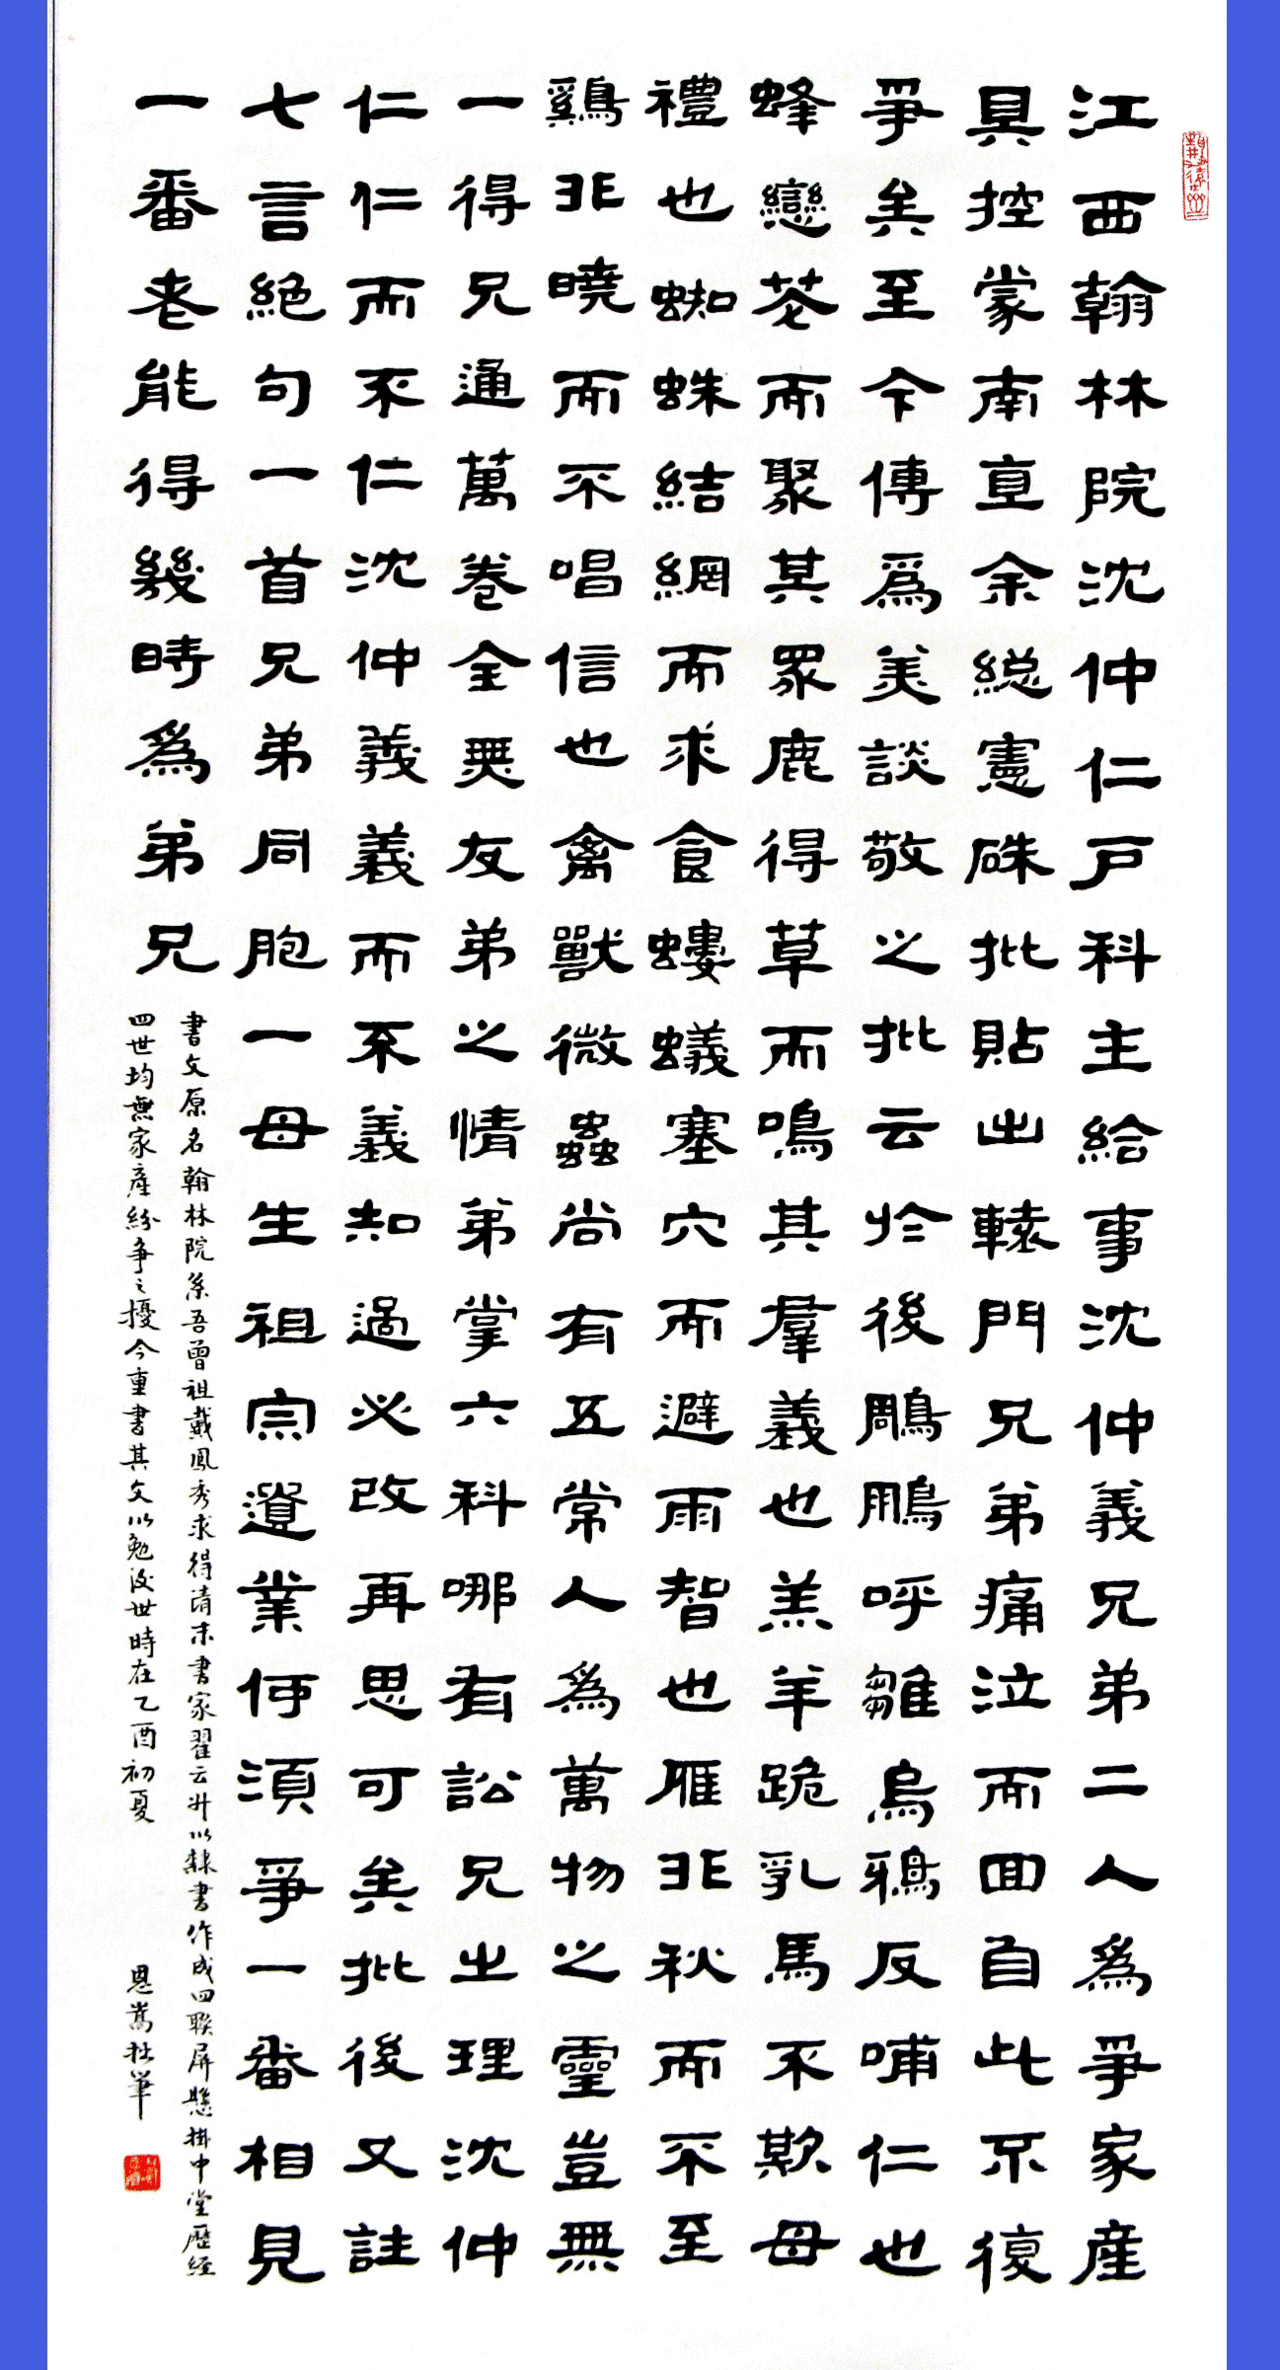 江西翰林院沈仲仁戶科主給事沈仲義兄弟二人爲爭家產
具控蒙南直余總憲硃批貼出轅門兄弟痛泣而回自此不復
爭矣至今傳爲美談敬之批云於後鵰鵬呼雛烏鴉反哺仁也
蜂戀花而聚其眾鹿得草而鳴其羣義也羔羊跪乳馬不欺母
禮也蜘蛛結網而求食螻蟻塞穴而避雨智也雁非秋而不至
鷄非曉而不唱信也禽獸微蟲尚有五常人爲萬物之靈豈無
一得兄通萬卷全無友弟之情弟掌六科哪有訟兄之理沈仲
仁仁而不仁沈仲義義而不義知過必改再思可矣批後又註
七言絕句一首兄弟同胞一母生祖宗遺業何須爭一番相見
一番老能得幾時爲弟兄
書文原名翰林院系吾曾祖戴鳳秀求得清末書家翟云升以隸書作成四聯屏懸掛中堂歷經
四世均無家產紛爭之擾今重書其文以勉後世時在乙酉初夏
恩嵩拙筆